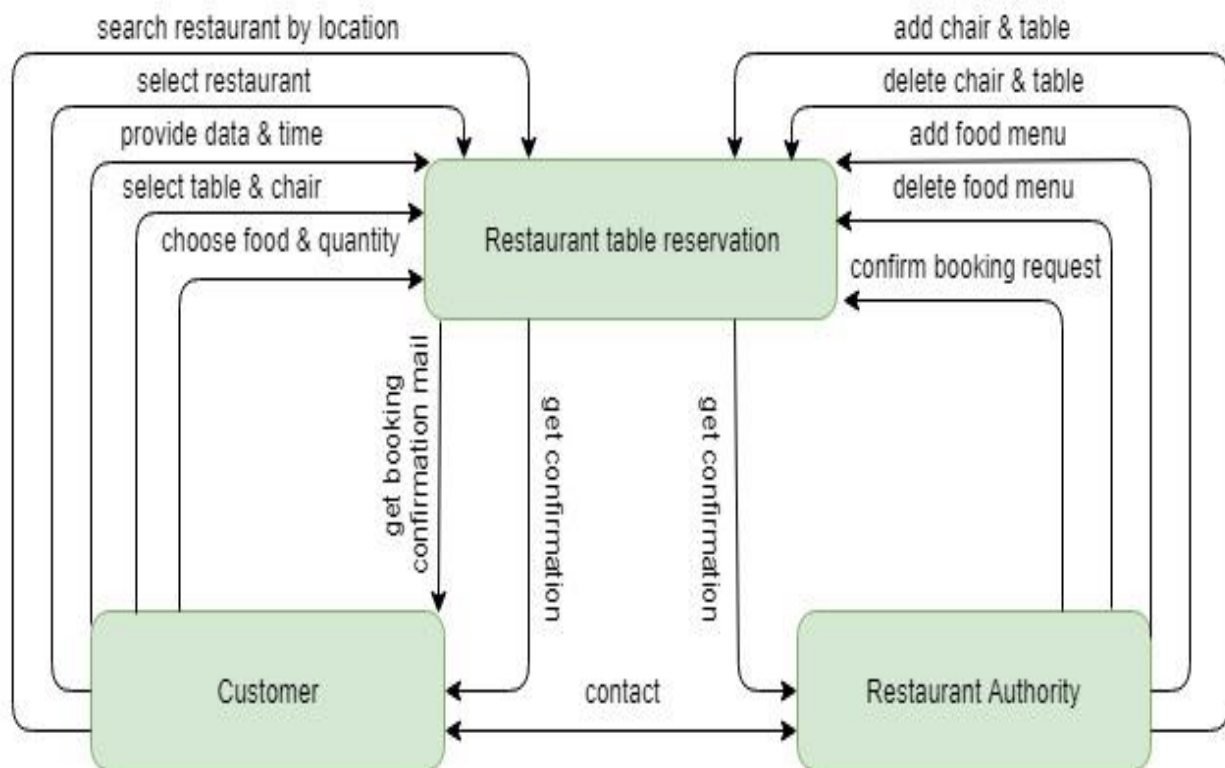 search restaurant by location
select restaurant
provide data & time
select table & chair
choose food & quantity
add chair & table
delete chair & table
add food menu
delete food menu
confirm booking request
Restaurant table reservation
get booking
confirmation mail
get confirmation
get confirmation
Customer
contact
Restaurant Authority